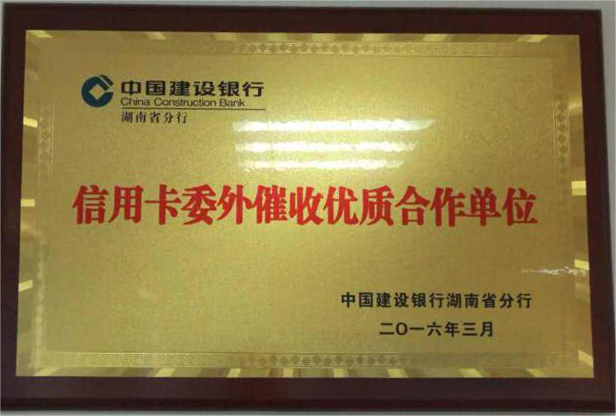 中国建设银行
China Construction Bank
湖南省分行
信用卡委外催收优质合作单位
中国建设银行湖南省分行
二〇一六年三月